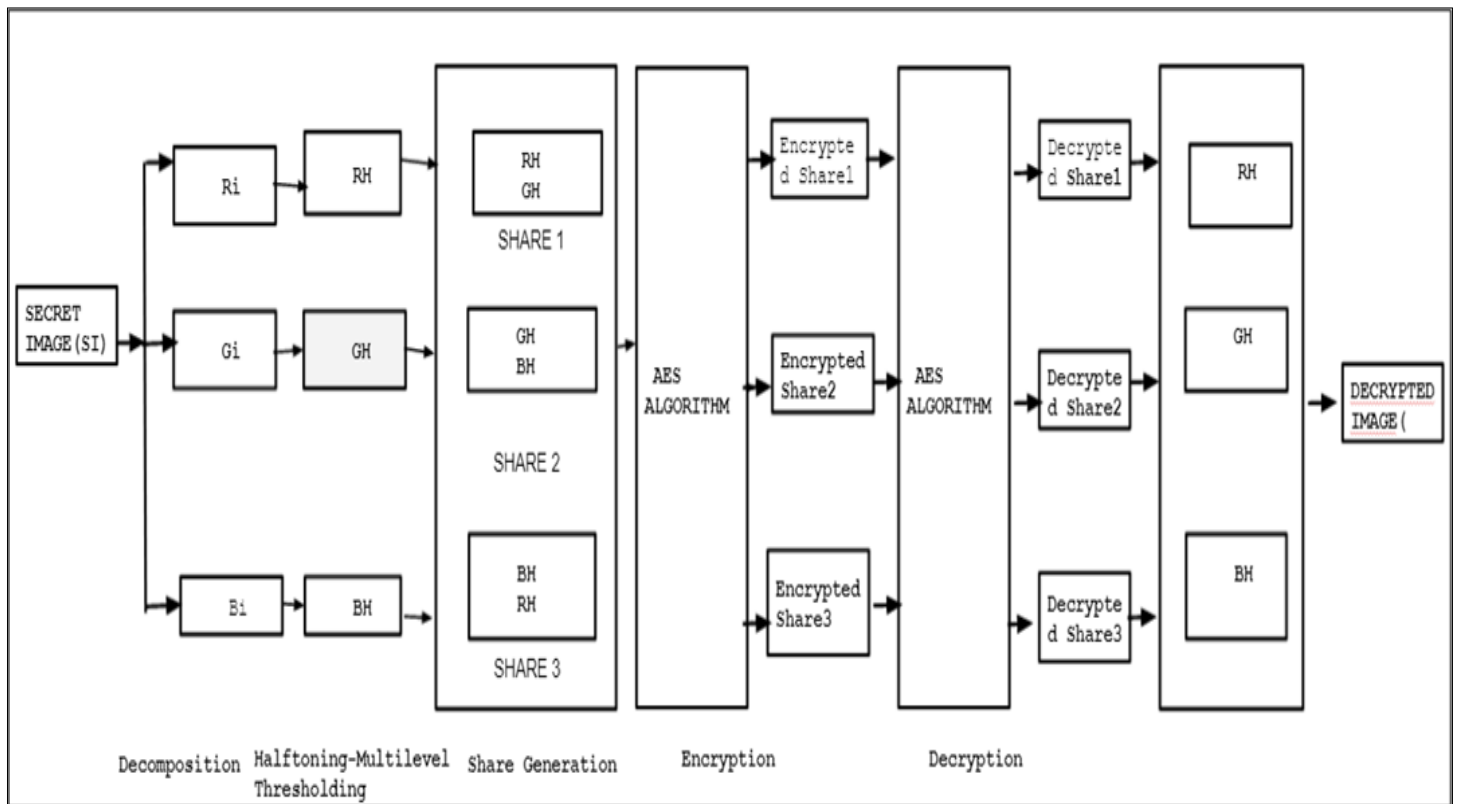 SECRET
IMAGE(SI)
Ri
Gi
Bi
RH
GH
BH
RH
GH
SHARE 1
GH
BH
SHARE 2
BH
RH
SHARE 3
AES
ALGORITHM
Encrypte
d Share1
Encrypted
Share2
Encrypted
Share3
AES
ALGORITHM
Decrypte
d Share1
Decrypte
d Share2
Decrypte
d Share3
RH
GH
BH
DECRYPTED
IMAGE(
Decomposition
Halftoning-Multilevel
Thresholding
Share Generation
Encryption
Decryption